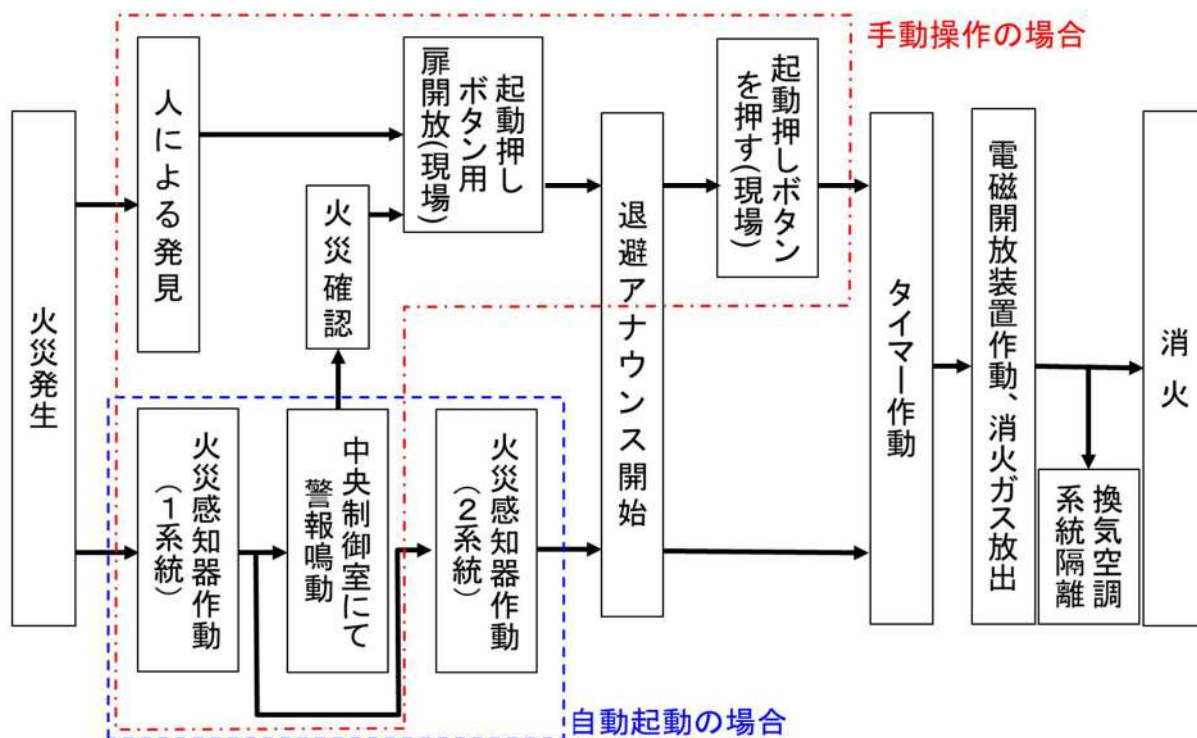 手動操作の場合
火災発生
人による発見
火災確認
起動押し
ボタン用
扉開放(現場)
退避アナウンス開始
起動押しボタン
を押す(現場)
タイマー作動
電磁開放装置作動、消火ガス放出
換気空調
系統隔離
消火
火災感知器作動
(1系統)
中央制御室にて
警報鳴動
火災感知器作動
(2系統)
自動起動の場合